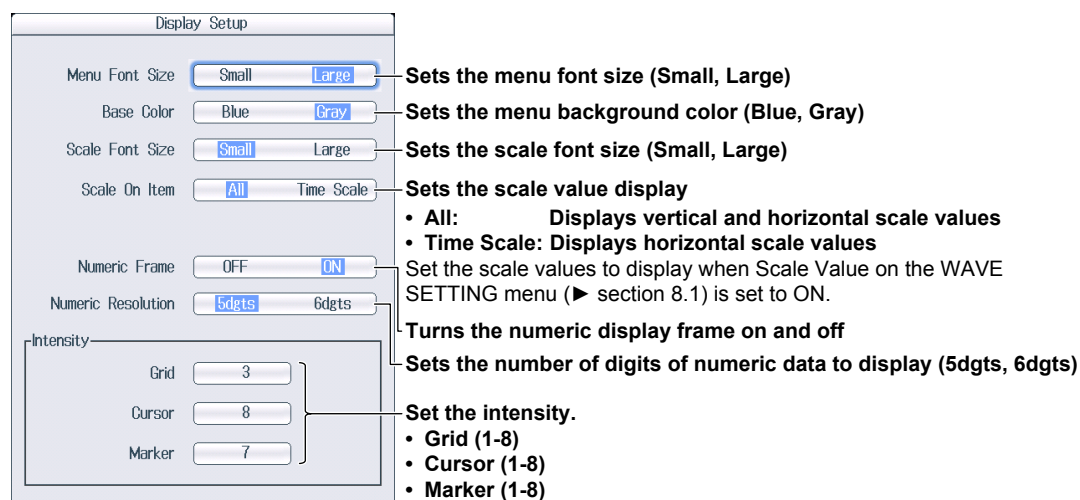 Display Setup
Menu Font Size Small Large Sets the menu font size (Small, Large)
Base Color Blue Gray Sets the menu background color (Blue, Gray)
Scale Font Size Small Large Sets the scale font size (Small, Large)
Scale On Item All Time Scale Sets the scale value display
• All: Displays vertical and horizontal scale values
• Time Scale: Displays horizontal scale values
Set the scale values to display when Scale Value on the WAVE
SETTING menu (► section 8.1) is set to ON.
Numeric Frame OFF ON Turns the numeric display frame on and off
Numeric Resolution 5dgts 6dgts Sets the number of digits of numeric data to display (5dgts, 6dgts)
Intensity
Grid 3
Cursor 8
Marker 7
Set the intensity.
• Grid (1-8)
• Cursor (1-8)
• Marker (1-8)